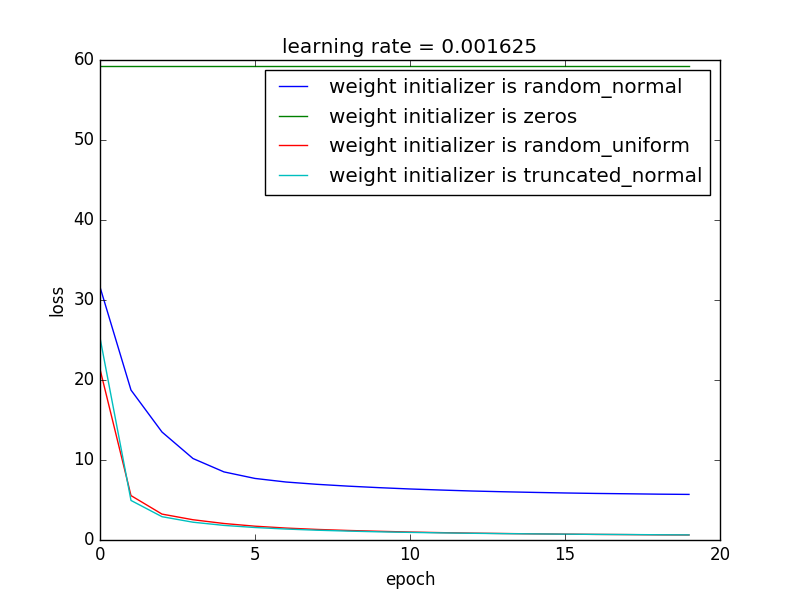 learning rate = 0.001625
60
50
40
30
20
10
0
loss
weight initializer is random_normal
weight initializer is zeros
weight initializer is random_uniform
weight initializer is truncated_normal
0 5 10 15 20
epoch